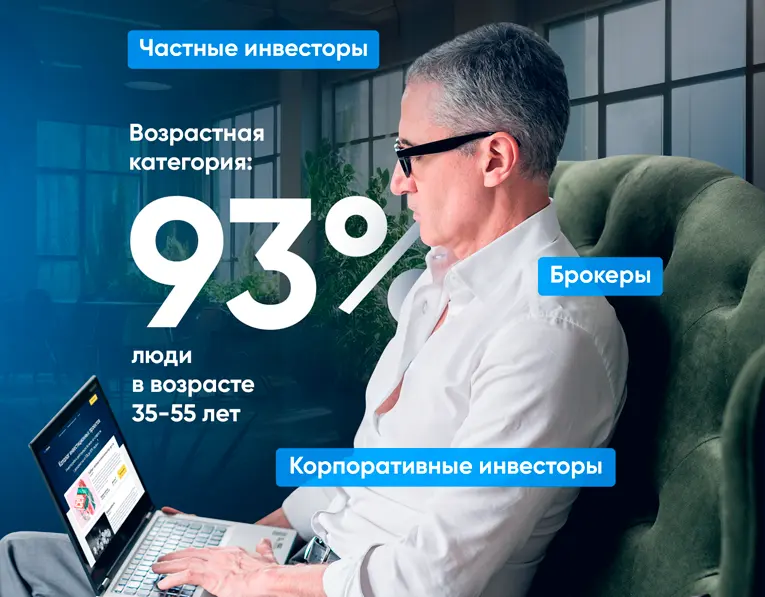 Частные инвесторы
Возрастная
категория:
93%
люди
в возрасте
35-55 лет
Брокеры
Корпоративные инвесторы